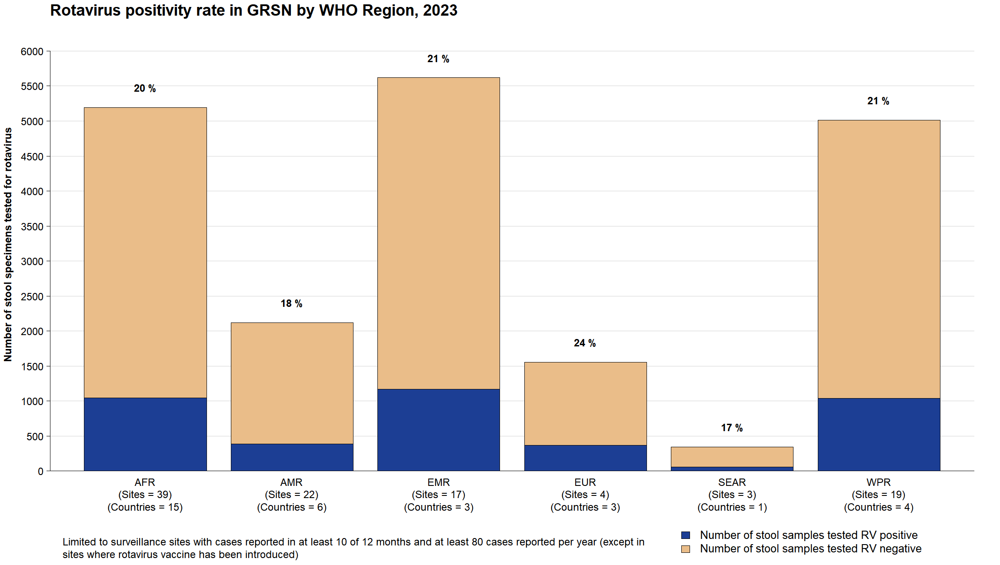 Rotavirus positivity rate in GRSN by WHO Region, 2023
Number of stool specimens tested for rotavirus
6000
5500
5000
4500
4000
3500
3000
2500
2000
1500
1000
500
0
20 %
18 %
21 %
24 %
17 %
21 %
AFR
(Sites = 39)
(Countries = 15)
AMR
(Sites = 22)
(Countries = 6)
EMR
(Sites = 17)
(Countries = 3)
EUR
(Sites = 4)
(Countries = 3)
SEAR
(Sites = 3)
(Countries = 1)
WPR
(Sites = 19)
(Countries = 4)
Limited to surveillance sites with cases reported in at least 10 of 12 months and at least 80 cases reported per year (except in
sites where rotavirus vaccine has been introduced)
Number of stool samples tested RV positive
Number of stool samples tested RV negative